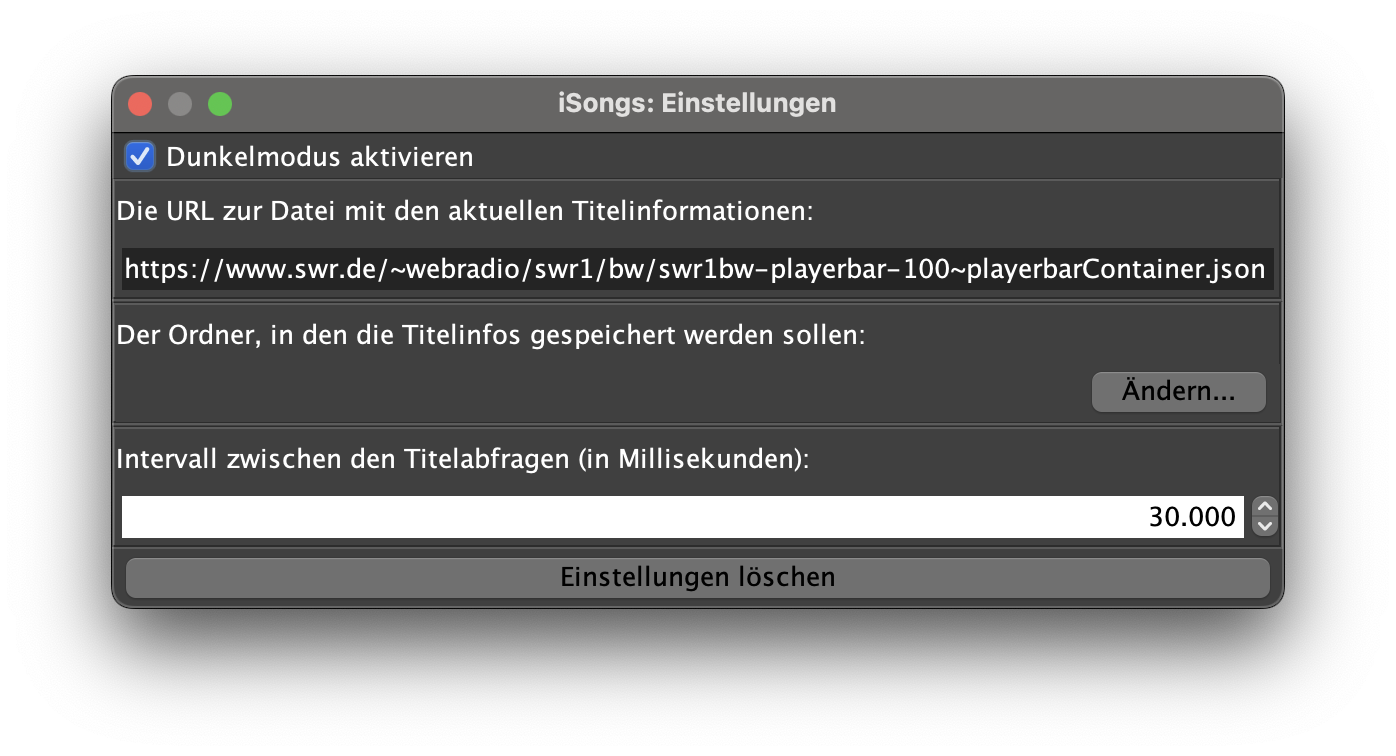 iSongs: Einstellungen
Dunkelmodus aktivieren
Die URL zur Datei mit den aktuellen Titelinformationen:
https://www.swr.de/~webradio/swr1/bw/swr1bw-playerbar-100~playerbarContainer.json
Der Ordner, in den die Titelinfos gespeichert werden sollen:
Ändern...
Intervall zwischen den Titelabfragen (in Millisekunden):
30.000
Einstellungen löschen